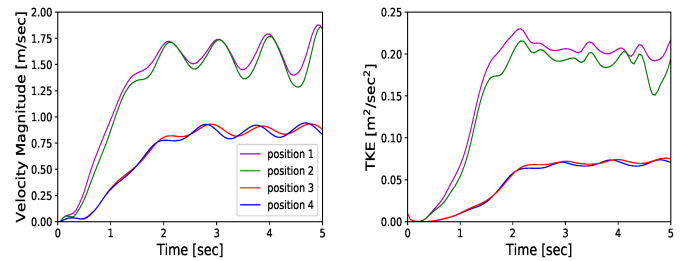 2.00
1.75
1.50
1.25
1.00
0.75
0.50
0.25
0.00
Velocity Magnitude [m/sec]
0 1 2 3 4 5
Time [sec]
position 1
position 2
position 3
position 4
0.25
0.20
0.15
0.10
0.05
0.00
TKE [m²/sec²]
0 1 2 3 4 5
Time [sec]